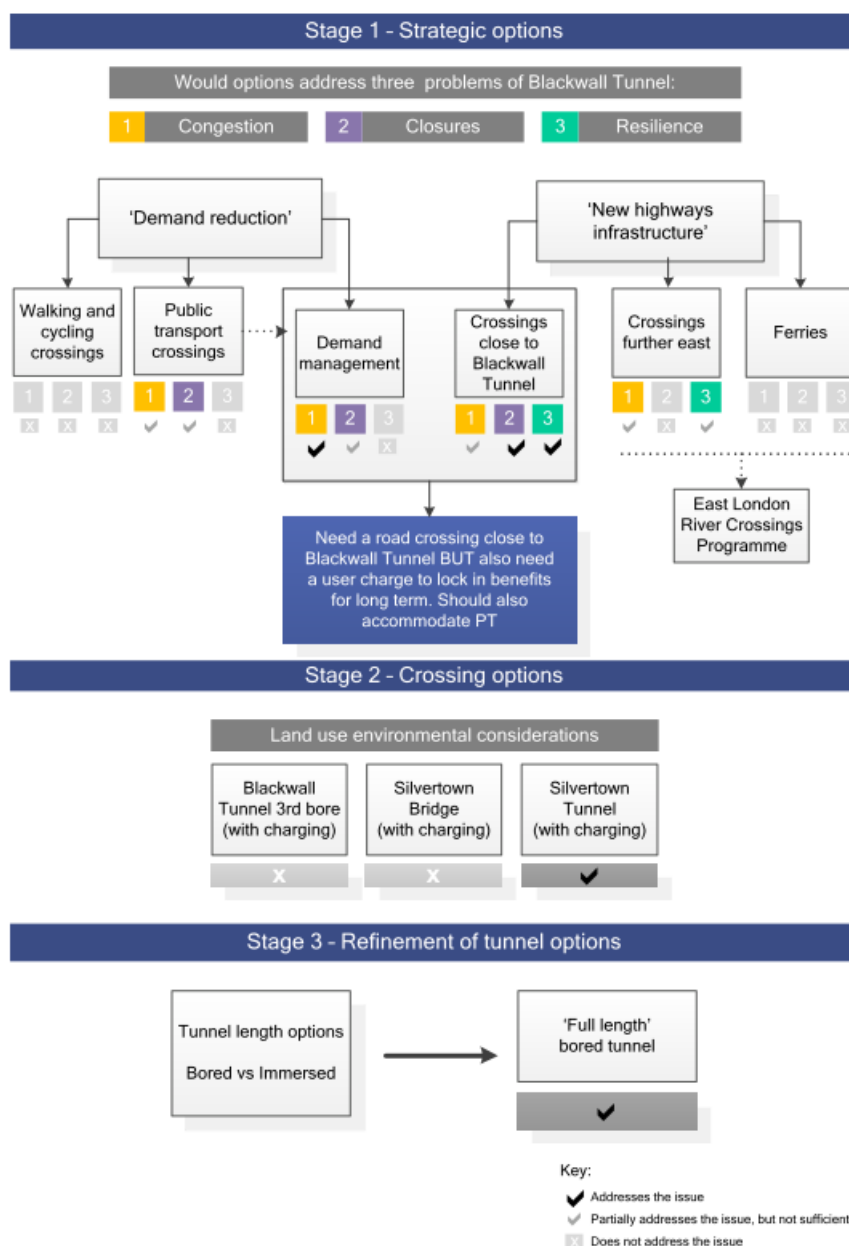 Stage 1 - Strategic options
Would options address three problems of Blackwall Tunnel:
1 Congestion
2 Closures
3 Resilience
'Demand reduction'
'New highways
infrastructure'
Walking and
cycling
crossings
1 2 3
X X X
Public
transport
crossings
1 2 3
✓ ✓ X
Demand
management
1 2 3
✓ ✓ X
Crossings
close to
Blackwall
Tunnel
1 2 3
✓ ✓ ✓
Crossings
further east
1 2 3
✓ X ✓
Ferries
1 2 3
X X X
East London
River Crossings
Programme
Need a road crossing close to
Blackwall Tunnel BUT also need
a user charge to lock in benefits
for long term. Should also
accommodate PT
Stage 2 - Crossing options
Land use environmental considerations
Blackwall
Tunnel 3rd bore
(with charging)
X
Silvertown
Bridge
(with charging)
X
Silvertown
Tunnel
(with charging)
✓
Stage 3 - Refinement of tunnel options
Tunnel length options
Bored vs Immersed
'Full length'
bored tunnel
✓
Key:
✓ Addresses the issue
✓ Partially addresses the issue, but not sufficient
X Does not address the issue